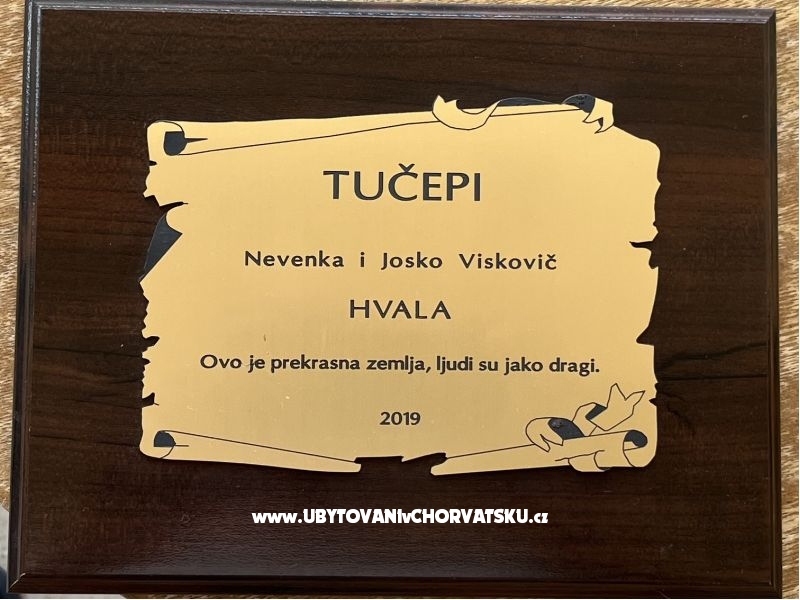 TUČEPI
Nevenka i Josko Viskovič
HVALA
Ovo je prekrasna zemlja, ljudi su jako dragi.
2019
www.UBYTOVANIvCHORVATSKU.cz